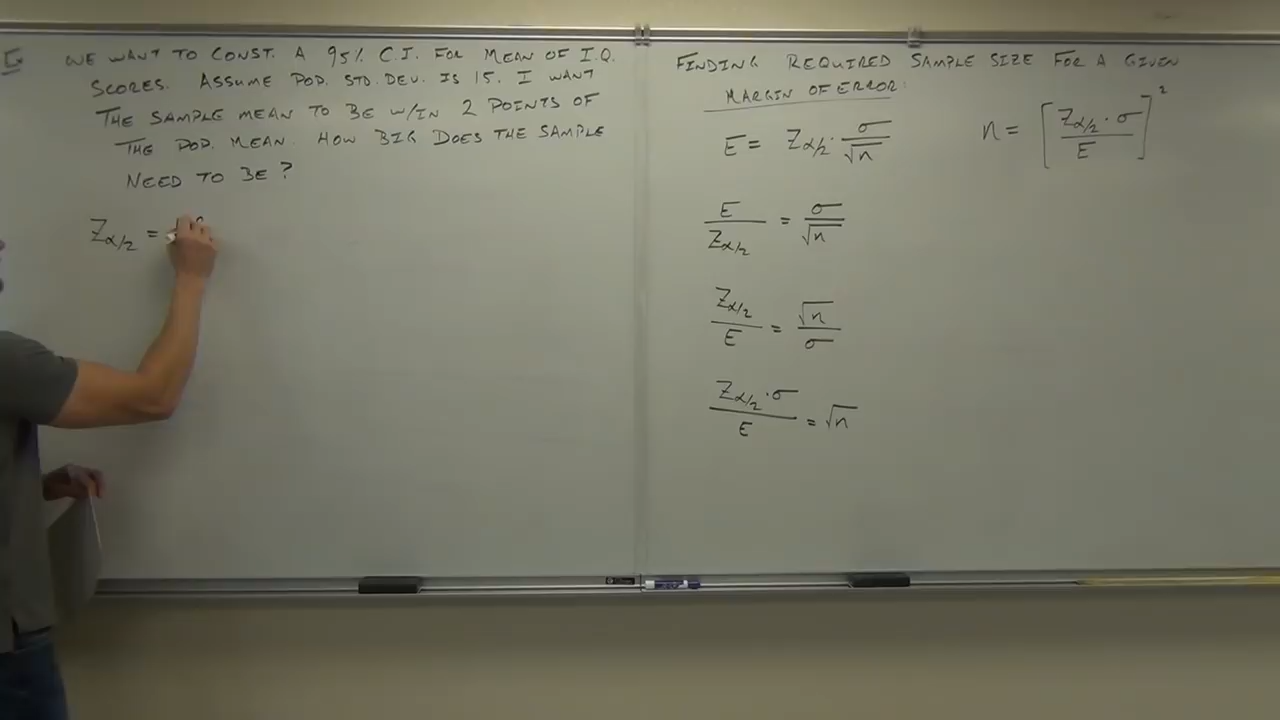 Ex WE WANT TO CONST. A 95% C.I. FOR MEAN OF I.Q.
SCORES. ASSUME POP. STD. DEV. IS 15. I WANT
THE SAMPLE MEAN TO BE W/IN 2 POINTS OF
THE POP. MEAN. HOW BIG DOES THE SAMPLE
NEED TO BE?
Zα/2 =
FINDING REQUIRED SAMPLE SIZE FOR A GIVEN
MARGIN OF ERROR:
E = Zα/2 · σ/√n
n = [Zα/2 · σ / E]²
E/Zα/2 = σ/√n
Zα/2/E = √n/σ
Zα/2 · σ / E = √n